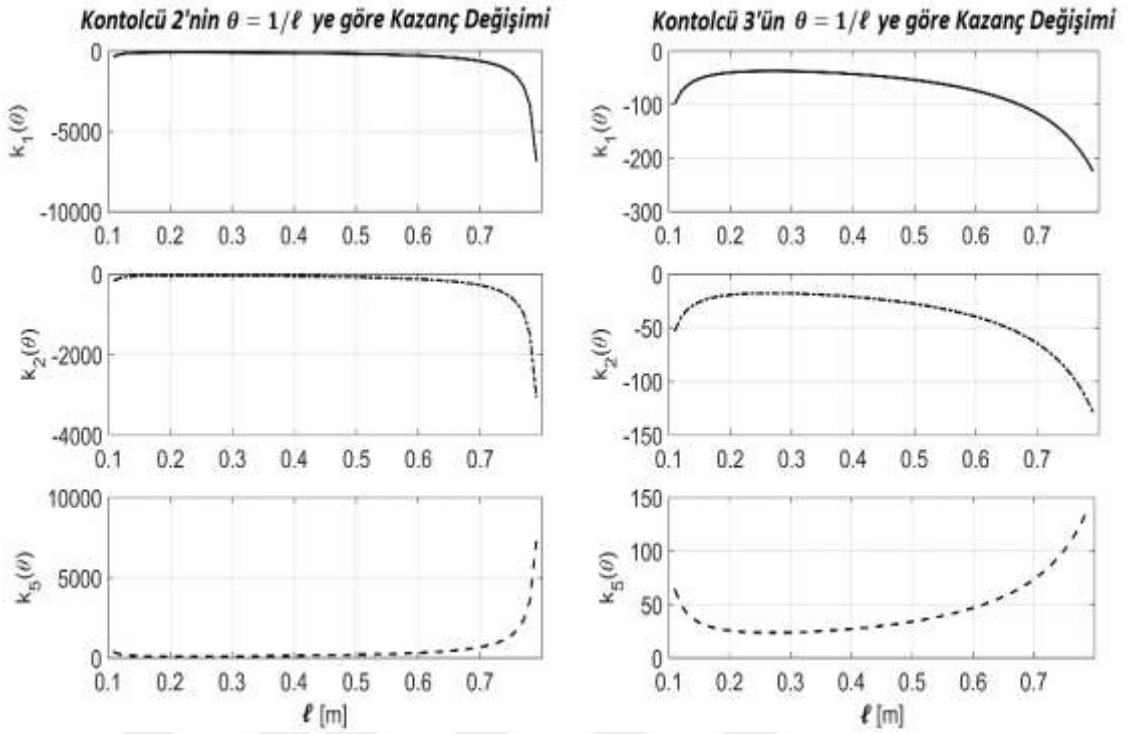 Kontolcü 2'nin θ = 1/ℓ ye göre Kazanç Değişimi
0
-5000
-10000
k₁(θ)
0.1 0.2 0.3 0.4 0.5 0.6 0.7
0
-2000
-4000
k₂(θ)
0.1 0.2 0.3 0.4 0.5 0.6 0.7
10000
5000
0
k₅(θ)
0.1 0.2 0.3 0.4 0.5 0.6 0.7
ℓ [m]
Kontolcü 3'ün θ = 1/ℓ ye göre Kazanç Değişimi
0
-100
-200
-300
k₁(θ)
0.1 0.2 0.3 0.4 0.5 0.6 0.7
0
-50
-100
-150
k₂(θ)
0.1 0.2 0.3 0.4 0.5 0.6 0.7
150
100
50
0
k₅(θ)
0.1 0.2 0.3 0.4 0.5 0.6 0.7
ℓ [m]